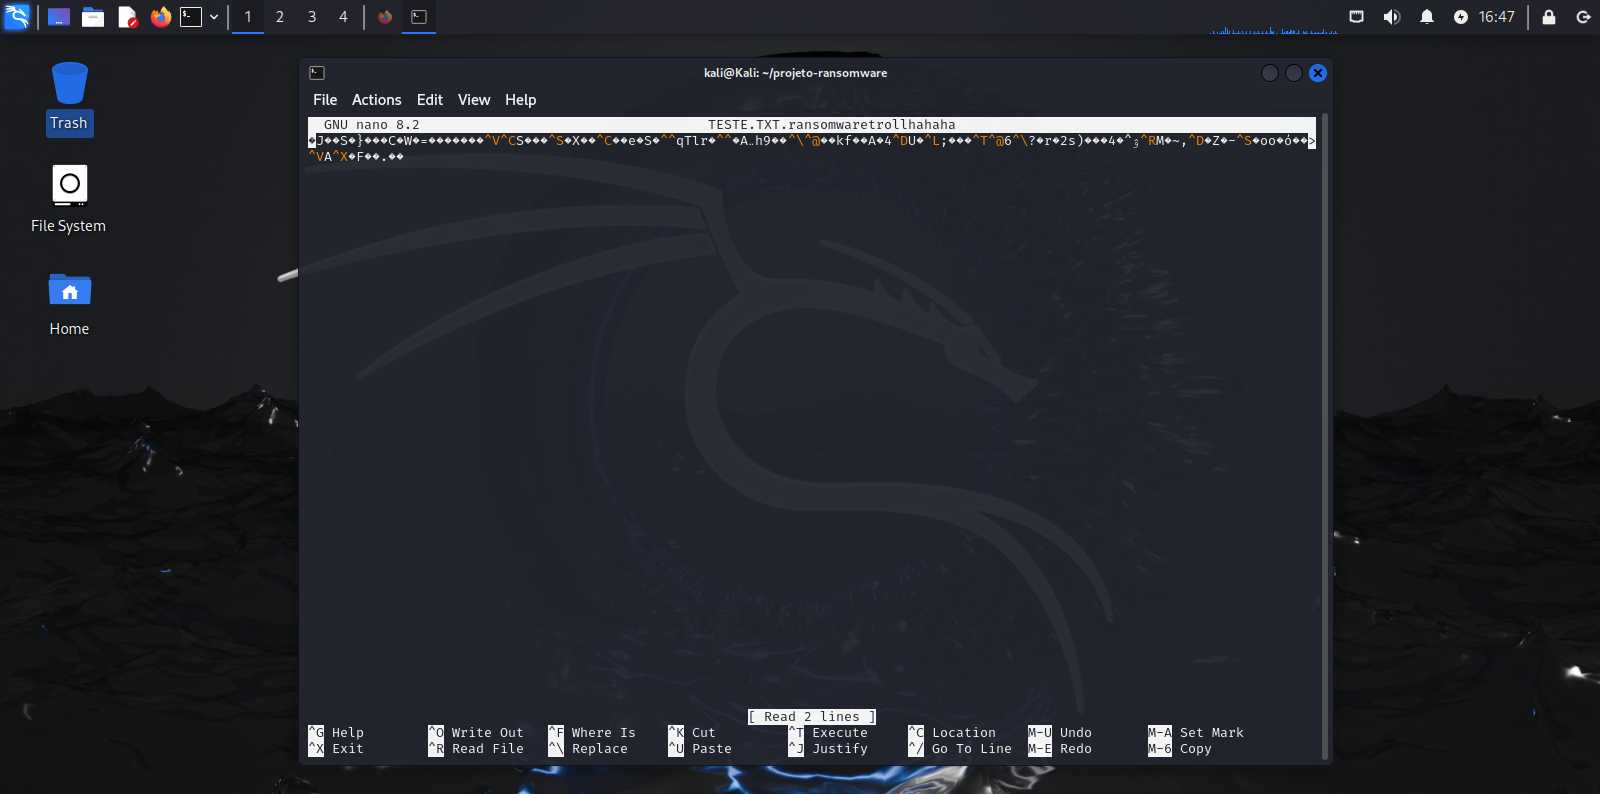 1 2 3 4 16:47
Trash
File System
Home
kali@Kali: ~/projeto-ransomware
File Actions Edit View Help
GNU nano 8.2 TESTE.TXT.ransomwaretrollhahaha
�J��S�}���C�W�=�������^V^CS���^S�X��^C��e�S�^^qTlr�^^�A…h9��^\^@��kf��A�4^DU�^L;���^T^@6^\?�r�2s)���4�^ؤ^RM�~,^D�Z�-^S�oo�ό��>
^VA^X�F��.��
[ Read 2 lines ]
^G Help ^O Write Out ^F Where Is ^K Cut ^T Execute ^C Location M-U Undo M-A Set Mark
^X Exit ^R Read File ^\ Replace ^U Paste ^J Justify ^/ Go To Line M-E Redo M-6 Copy